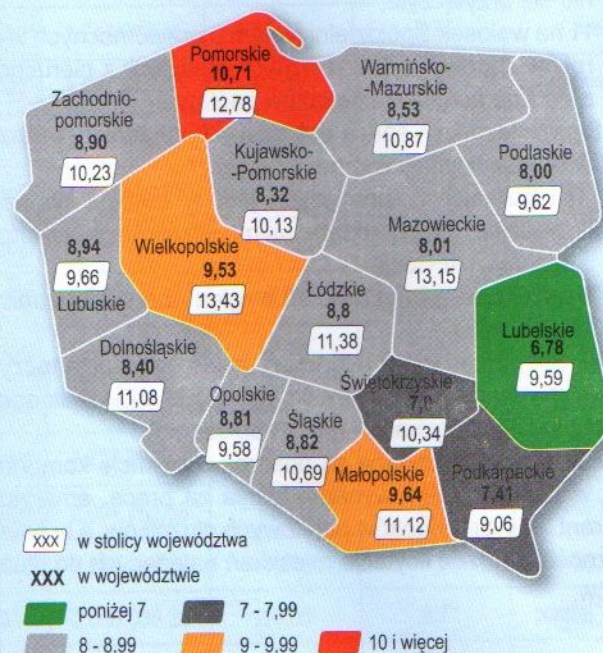 Pomorskie
10,71
12,78
Warmińsko-
-Mazurskie
8,53
10,87
Zachodnio-
pomorskie
8,90
10,23
Kujawsko-
-Pomorskie
8,32
10,13
Podlaskie
8,00
9,62
Mazowieckie
8,01
13,15
Wielkopolskie
9,53
13,43
8,94
9,66
Lubuskie
Łódzkie
8,8
11,38
Lubelskie
6,78
9,59
Dolnośląskie
8,40
11,08
Opolskie
8,81
9,58
Śląskie
8,82
10,69
Świętokrzyskie
10,34
Małopolskie
9,64
11,12
Podkarpackie
7,41
9,06
XXX w stolicy województwa
XXX w województwie
poniżej 7
7 - 7,99
8 - 8,99
9 - 9,99
10 i więcej